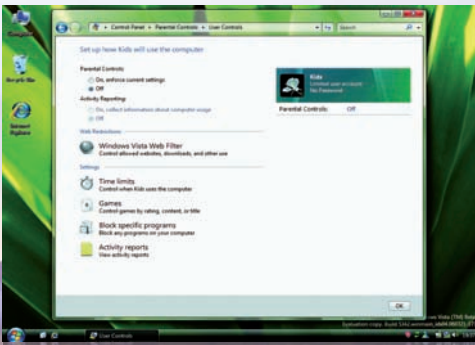 Control Panel ▸ Parental Controls ▸ User Controls
Search
Recycle Bin
Internet Explorer
Set up how Kids will use the computer
Parental Controls:
On, enforce current settings
Off
Activity Reporting:
On, collect information about computer usage
Off
Kids
Limited user account
No Password
Parental Controls: Off
Web Restrictions
Windows Vista Web Filter
Control allowed websites, downloads, and other use
Settings
Time limits
Control when Kids uses the computer
Games
Control games by rating, content, or title
Block specific programs
Block any programs on your computer
Activity reports
View activity reports
OK
Evaluation copy. Build
User Controls